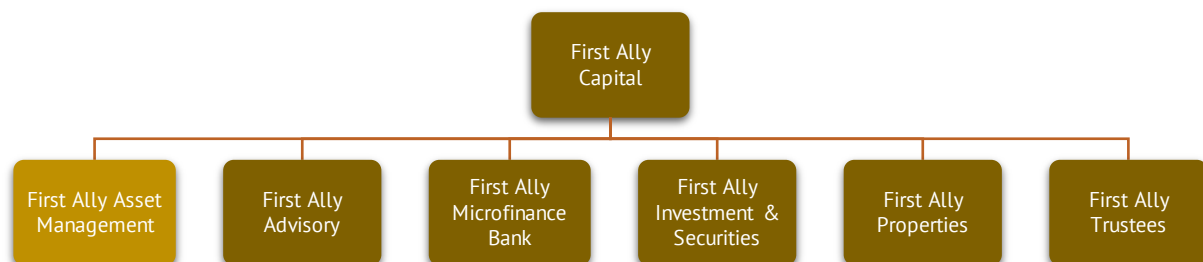 First Ally
Capital
First Ally Asset
Management
First Ally
Advisory
First Ally
Microfinance
Bank
First Ally
Investment & 
Securities
First Ally
Properties
First Ally
Trustees